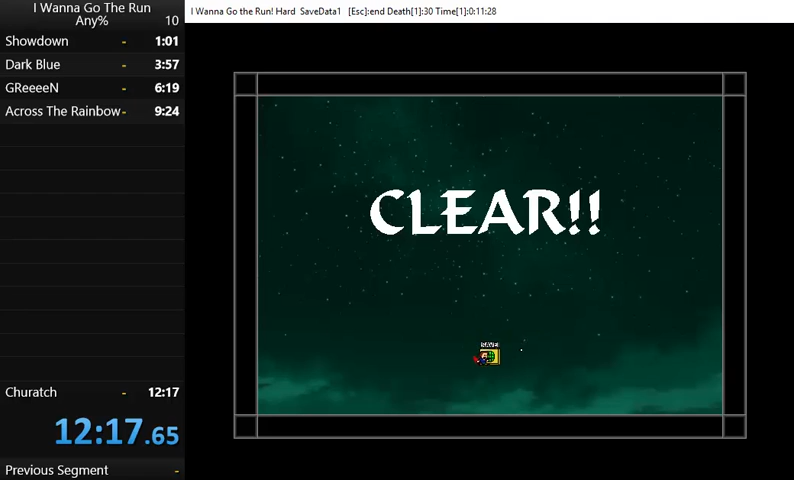 I Wanna Go The Run
Any% 10
Showdown - 1:01
Dark Blue - 3:57
GReeeeN - 6:19
Across The Rainbow - 9:24
Churatch - 12:17
12:17.65
Previous Segment -
I Wanna Go the Run! Hard SaveData1 [Esc]:end Death[1]:30 Time[1]:0:11:28
CLEAR!!
SAVE